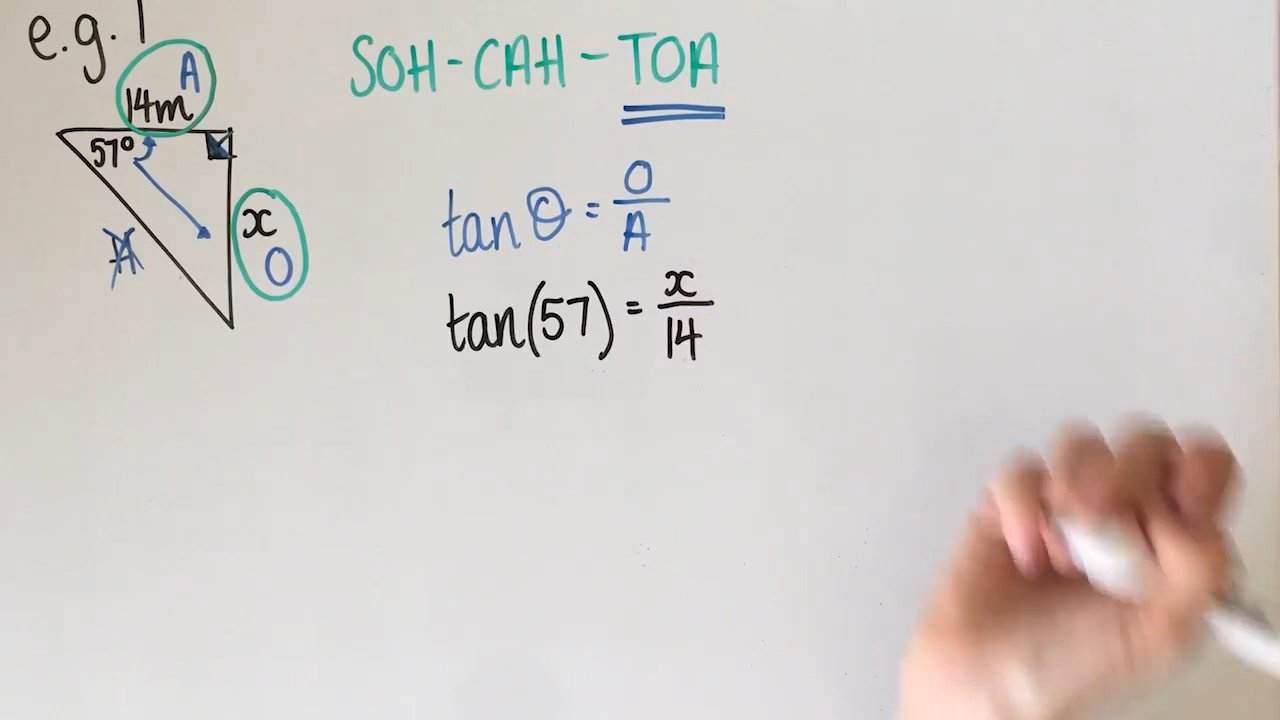 e.g. 1
SOH-CAH-TOA
A
14m
57°
x
O
H
tan θ = O/A
tan(57) = x/14